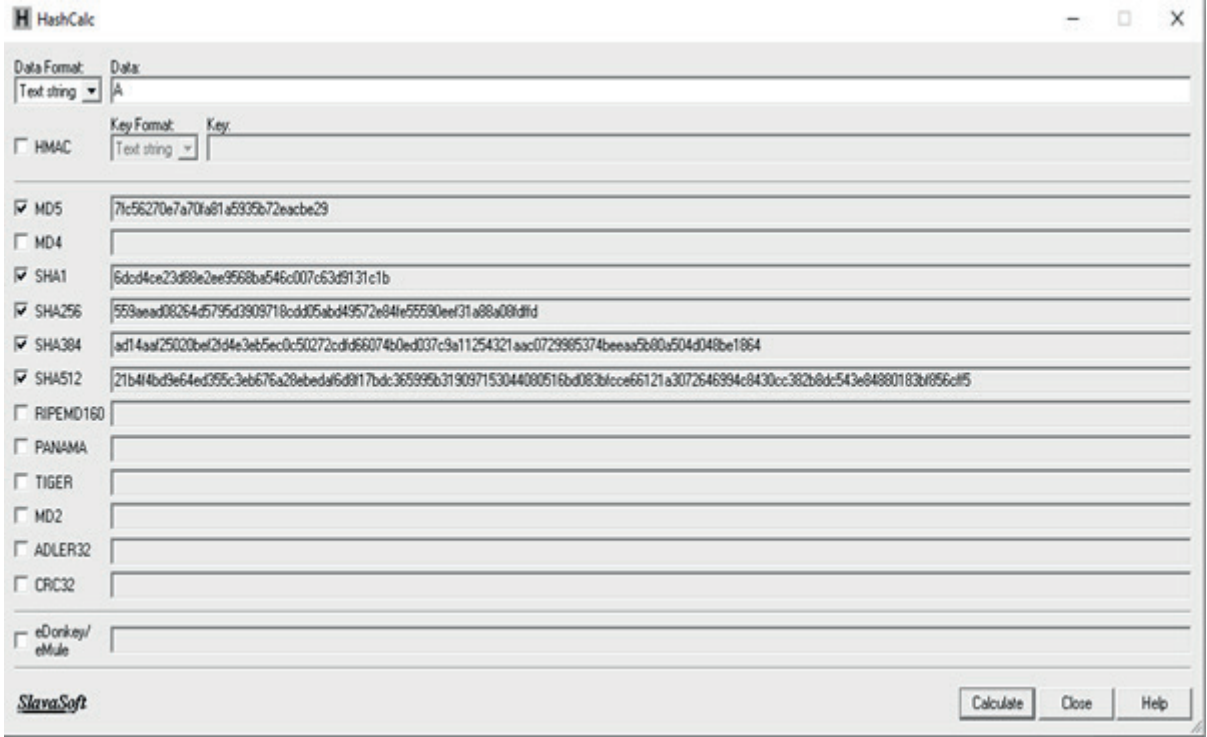 HashCalc
Data Format: Data:
Text string A
Key Format: Key:
HMAC Text string
MD5 7fc56270e7a70fa81a5935b72eacbe29
MD4
SHA1 6dcd4ce23d88e2ee9568ba546c007c63d9131c1b
SHA256 559aead08264d5795d3909718cdd05abd49572e84fe55590eef31a88a08fdffd
SHA384 ad14aaf25020bef2fd4e3eb5ec0c50272cdfd66074b0ed037c9a11254321aac0729985374beeaa5b80a504d048be1864
SHA512 21b4f4bd9e64ed355c3eb676a28ebedaf6d8f17bdc365995b319097153044080516bd083bfcce66121a3072646994c8430cc382b8dc543e84880183bf856cff5
RIPEMD160
PANAMA
TIGER
MD2
ADLER32
CRC32
eDonkey/
eMule
SlavaSoft Calculate Close Help